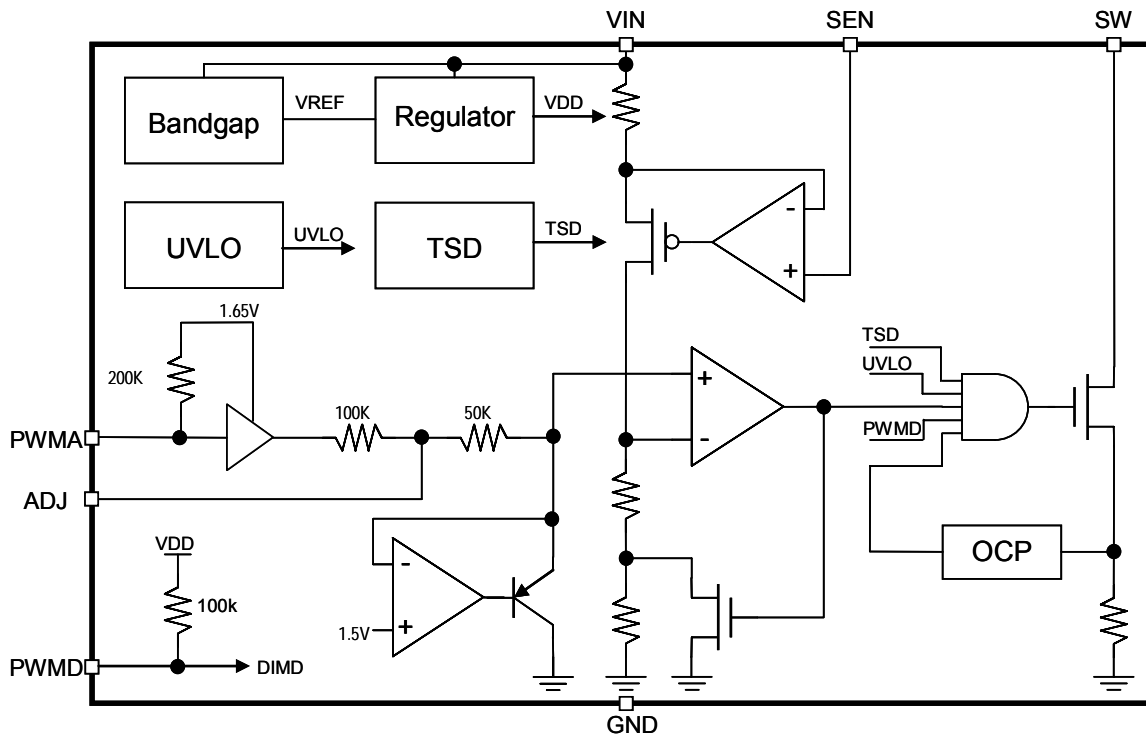 VIN SEN SW
Bandgap VREF Regulator VDD
UVLO UVLO TSD TSD
-
+
1.65V
200K
TSD
UVLO
PWMD
+
-
100K 50K
PWMA
ADJ
VDD
100k
-
1.5V +
OCP
PWMD DIMD
GND